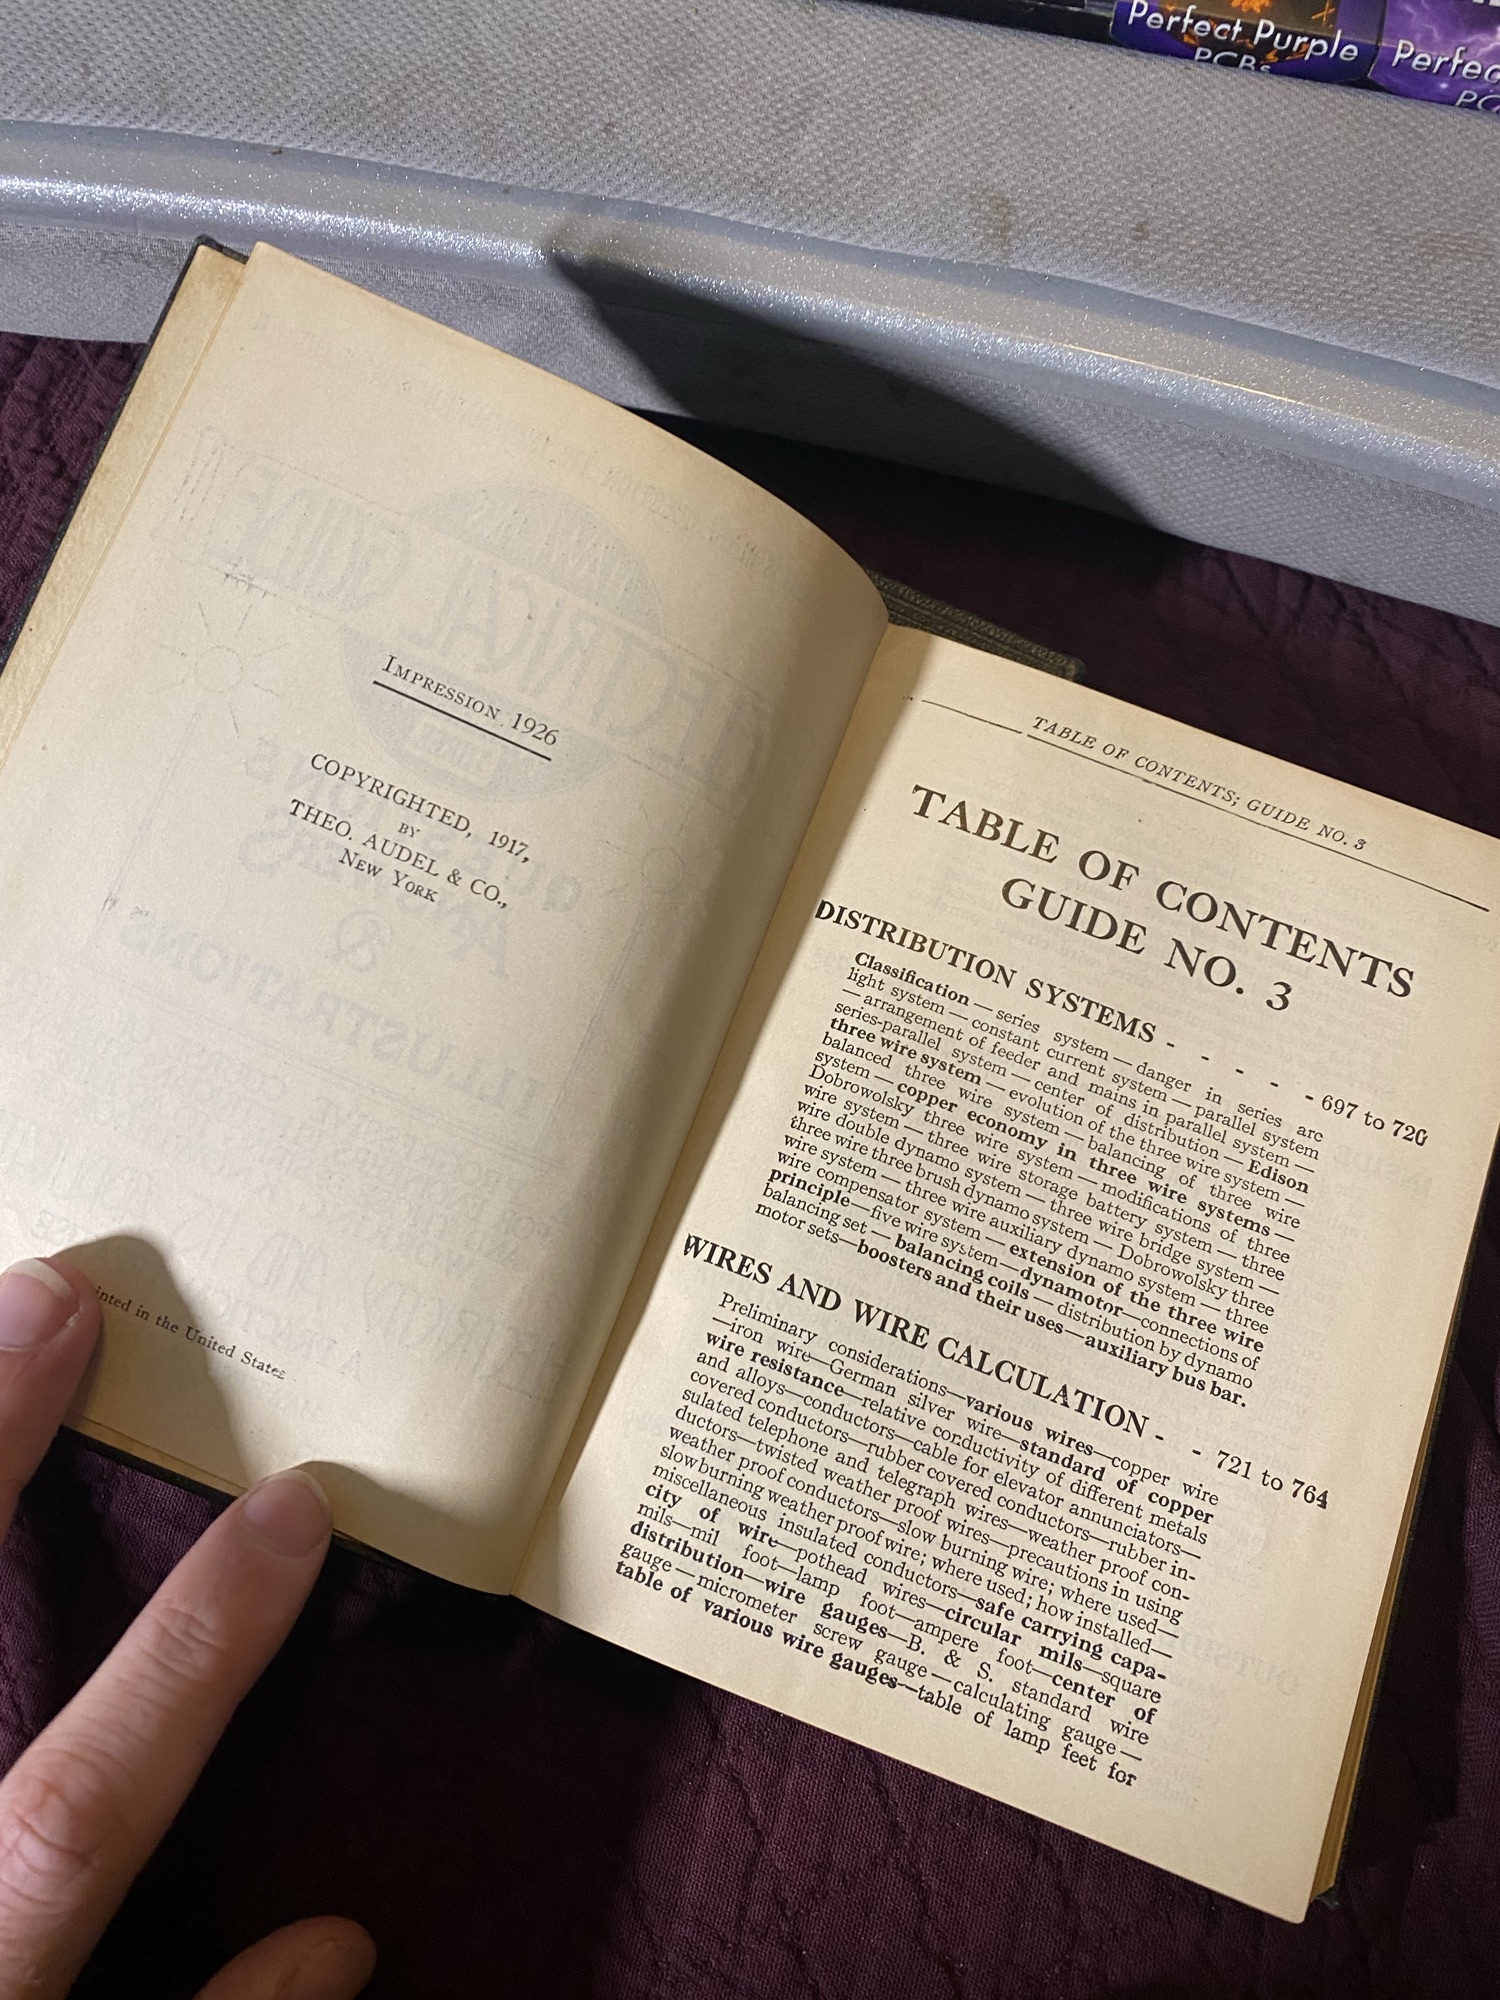 Perfect Purple
PCBs
IMPRESSION 1926
COPYRIGHTED, 1917,
BY
THEO. AUDEL & CO.,
NEW YORK
in the United States
TABLE OF CONTENTS; GUIDE NO. 3
TABLE OF CONTENTS
GUIDE NO. 3
DISTRIBUTION SYSTEMS - - - - - 697 to 720
Classification — series system — danger in series arc
light system — constant current system — parallel system
— arrangement of feeder and mains in parallel system —
series-parallel system — center of distribution — Edison
three wire system — evolution of the three wire system —
balanced three wire system — balancing of three wire
system — copper economy in three wire systems —
Dobrowolsky three wire system — modifications of three
wire system — three wire storage battery system — three
wire double dynamo system — three wire bridge system —
three wire three brush dynamo system — Dobrowolsky three
wire system — three wire auxiliary dynamo system — three
wire compensator system — extension of the three wire
principle—five wire system—dynamotor—connections of
balancing set — balancing coils — distribution by dynamo
motor sets—boosters and their uses—auxiliary bus bar.
WIRES AND WIRE CALCULATION - - 721 to 764
Preliminary considerations—various wires—copper wire
—iron wire—German silver wire—standard of copper
wire resistance—relative conductivity of different metals
and alloys—conductors—cable for elevator annunciators—
covered conductors—rubber covered conductors—rubber in-
sulated telephone and telegraph wires—weather proof con-
ductors—twisted weather proof wires—precautions in using
weather proof conductors—slow burning wire; where used—
slow burning weather proof wire; where used; how installed—
miscellaneous insulated conductors—safe carrying capa-
city of wire—pothead wires—circular mils—square
mils—mil foot—lamp foot—ampere foot—center of
distribution—wire gauges—B. & S. standard wire
gauge — micrometer screw gauge — calculating gauge —
table of various wire gauges—table of lamp feet for